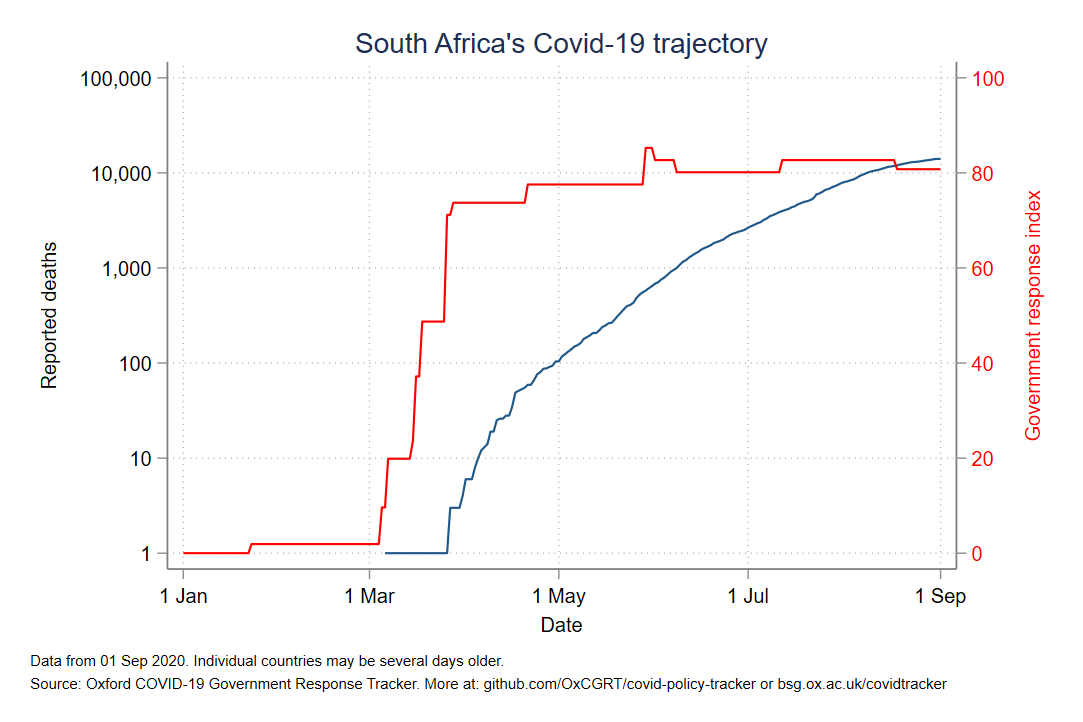 South Africa's Covid-19 trajectory
100,000
10,000
1,000
100
10
1
Reported deaths
100
80
60
40
20
0
Government response index
1 Jan
1 Mar
1 May
1 Jul
1 Sep
Date
Data from 01 Sep 2020. Individual countries may be several days older.
Source: Oxford COVID-19 Government Response Tracker. More at: github.com/OxCGRT/covid-policy-tracker or bsg.ox.ac.uk/covidtracker